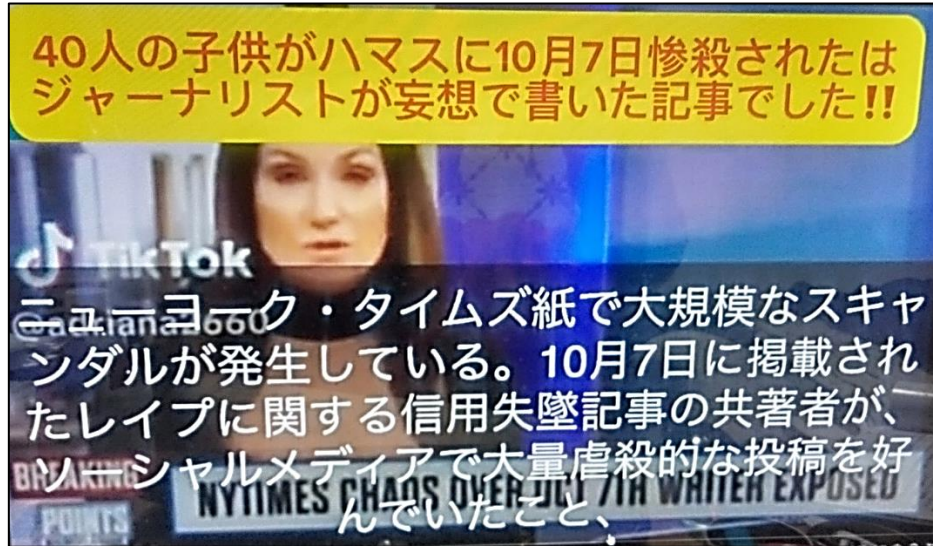 40人の子供がハマスに10月7日惨殺されたは
ジャーナリストが妄想で書いた記事でした!!
TikTok
ニューヨーク・タイムズ紙で大規模なスキャ
ンダルが発生している。10月7日に掲載され
たレイプに関する信用失墜記事の共著者が、
ソーシャルメディアで大量虐殺的な投稿を好
んでいたこと、
BREAKING
POINTS
NYTIMES CHAOS OVER OCT 7TH WRITER EXPOSED